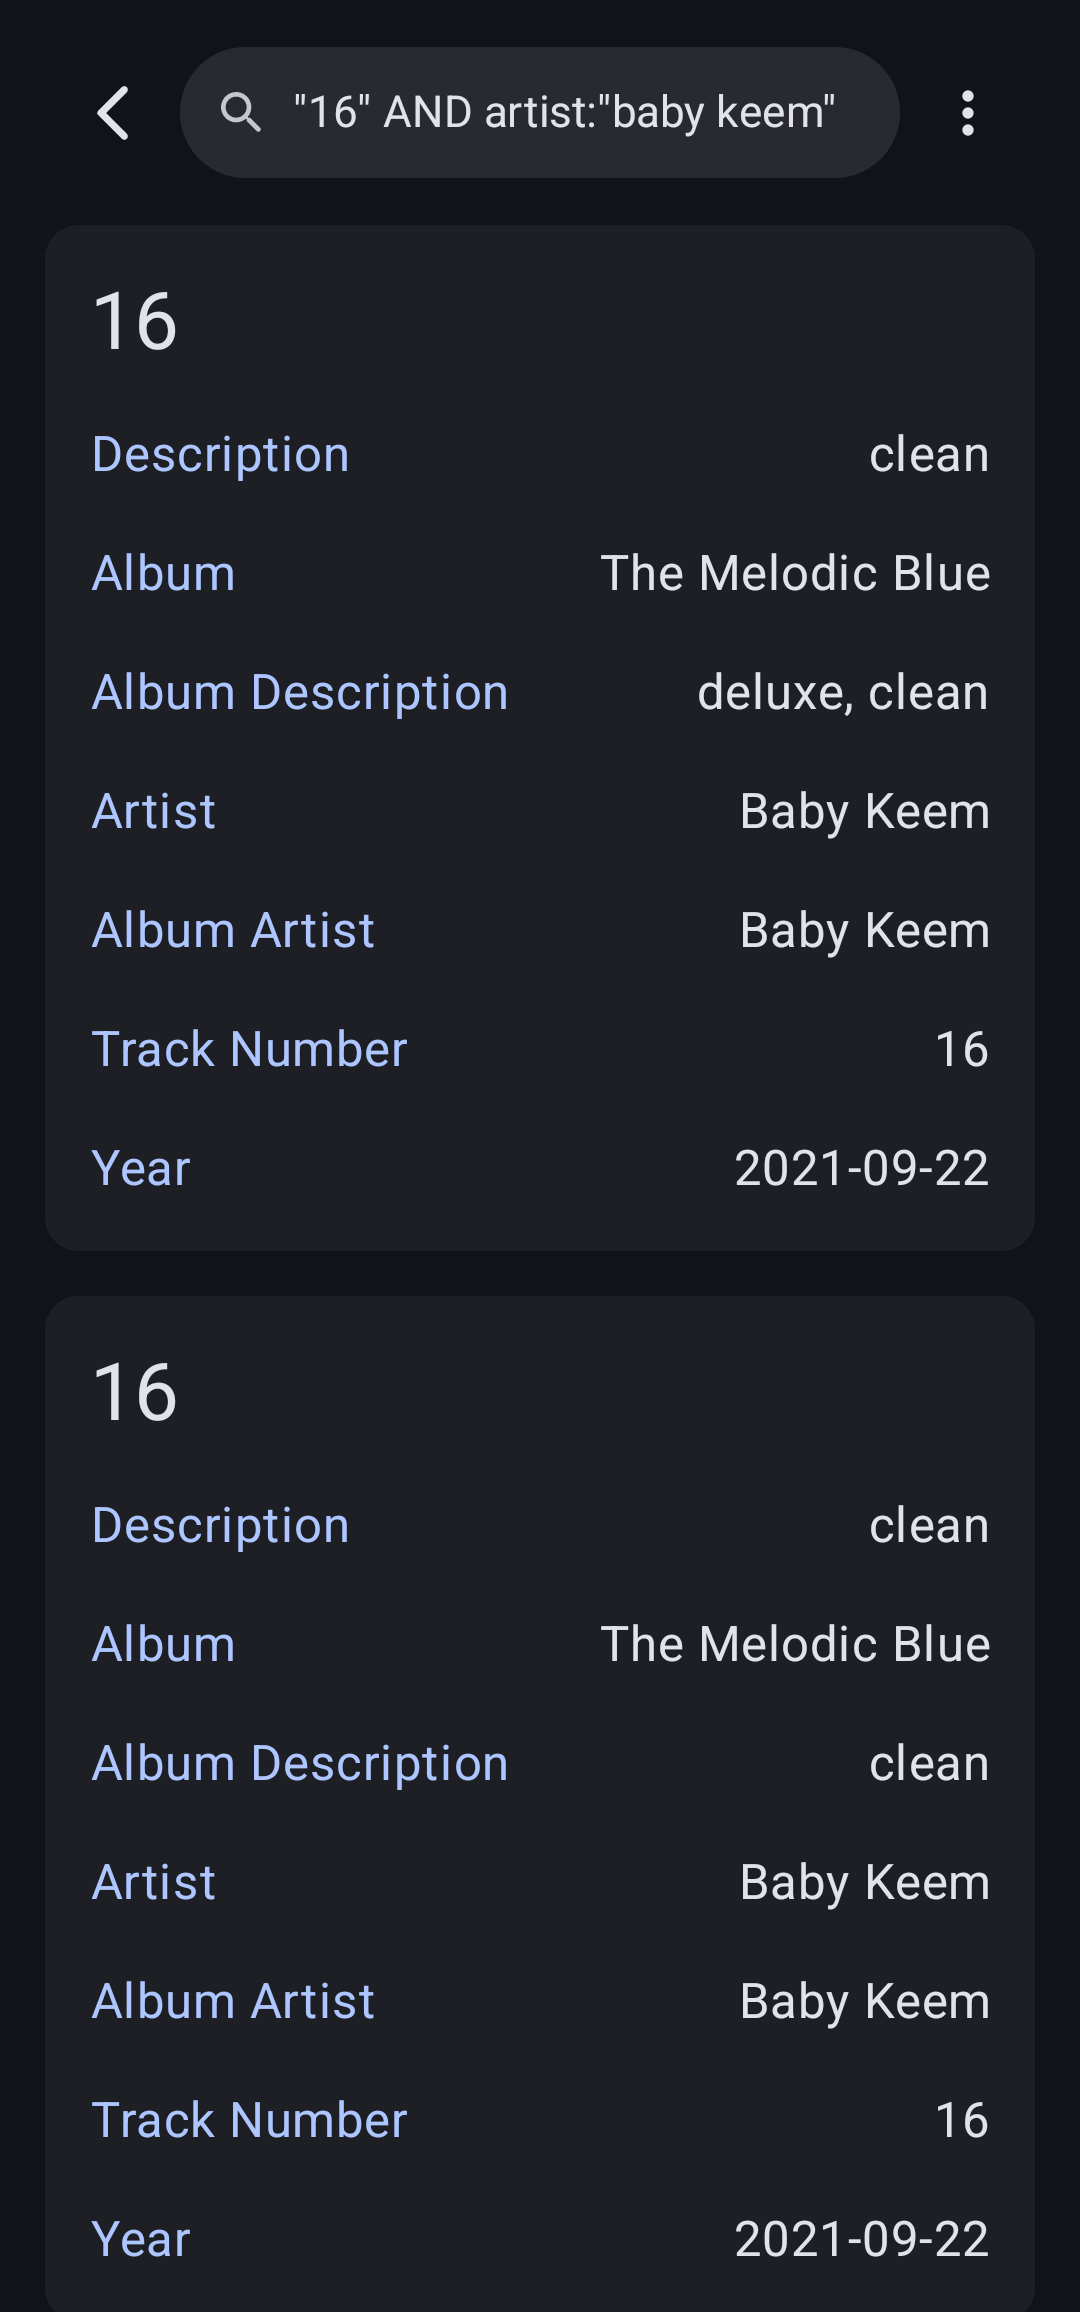 "16" AND artist:"baby keem"
16
Description clean
Album The Melodic Blue
Album Description deluxe, clean
Artist Baby Keem
Album Artist Baby Keem
Track Number 16
Year 2021-09-22
16
Description clean
Album The Melodic Blue
Album Description clean
Artist Baby Keem
Album Artist Baby Keem
Track Number 16
Year 2021-09-22